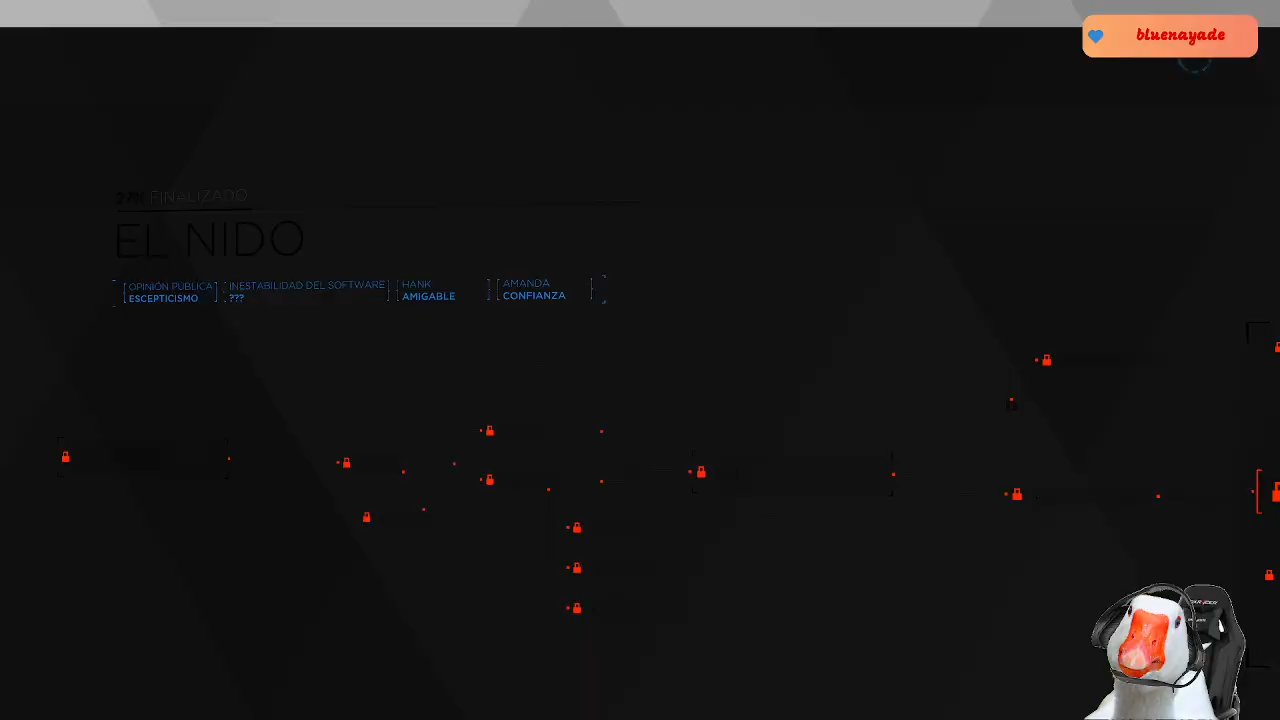 bluenayade
27% FINALIZADO
EL NIDO
OPINIÓN PÚBLICA INESTABILIDAD DEL SOFTWARE HANK AMANDA
ESCEPTICISMO ??? AMIGABLE CONFIANZA